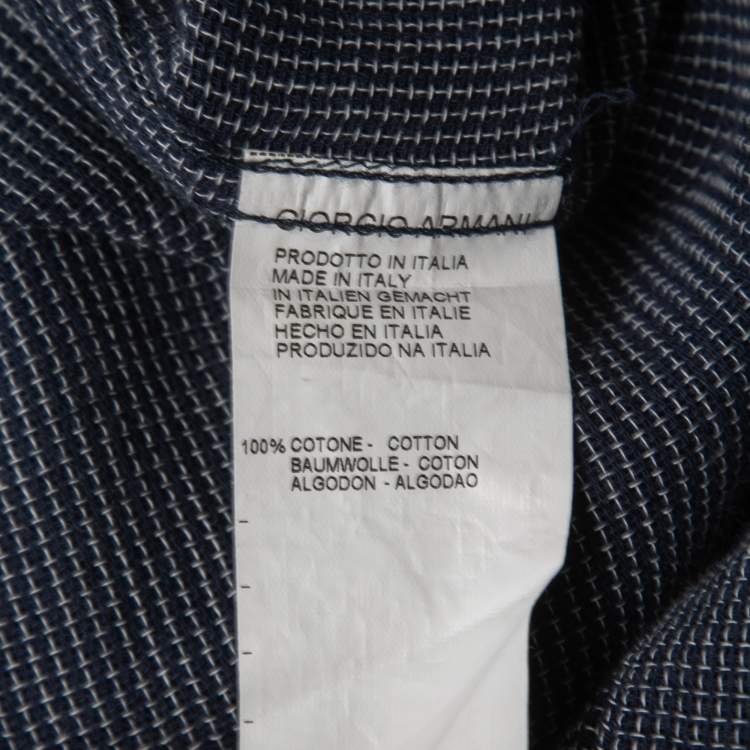 GIORGIO ARMANI
PRODOTTO IN ITALIA
MADE IN ITALY
IN ITALIEN GEMACHT
FABRIQUE EN ITALIE
HECHO EN ITALIA
PRODUZIDO NA ITALIA
100% COTONE - COTTON
BAUMWOLLE - COTON
ALGODON - ALGODAO